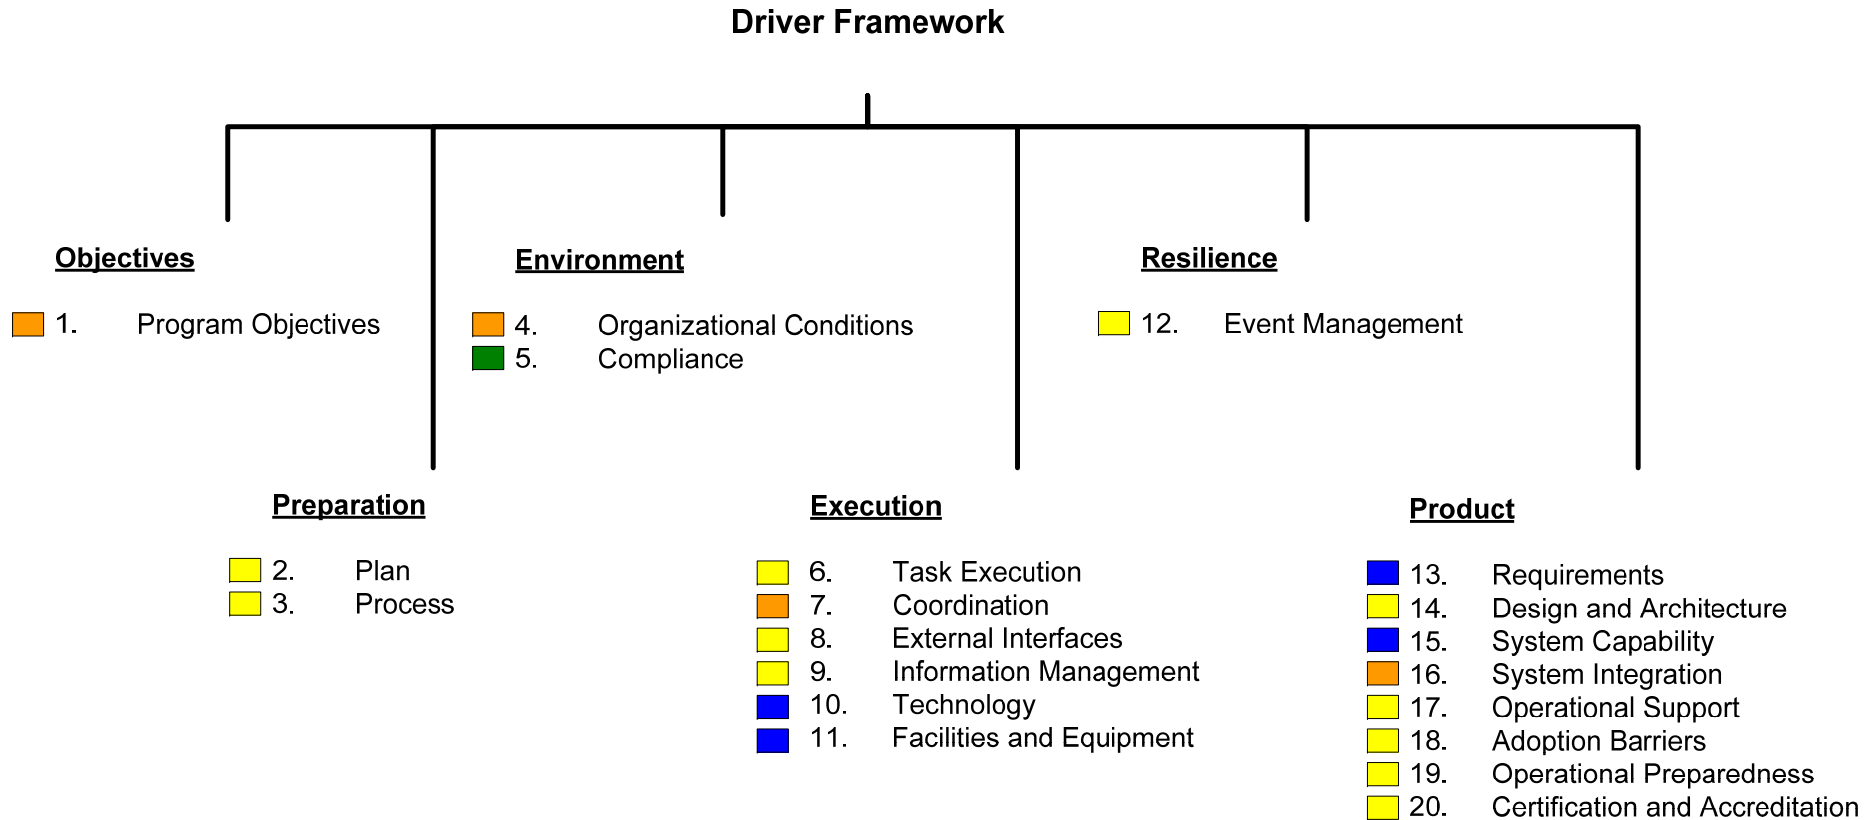 Driver Framework
Objectives
1. Program Objectives
Environment
4. Organizational Conditions
5. Compliance
Resilience
12. Event Management
Preparation
2. Plan
3. Process
Execution
6. Task Execution
7. Coordination
8. External Interfaces
9. Information Management
10. Technology
11. Facilities and Equipment
Product
13. Requirements
14. Design and Architecture
15. System Capability
16. System Integration
17. Operational Support
18. Adoption Barriers
19. Operational Preparedness
20. Certification and Accreditation